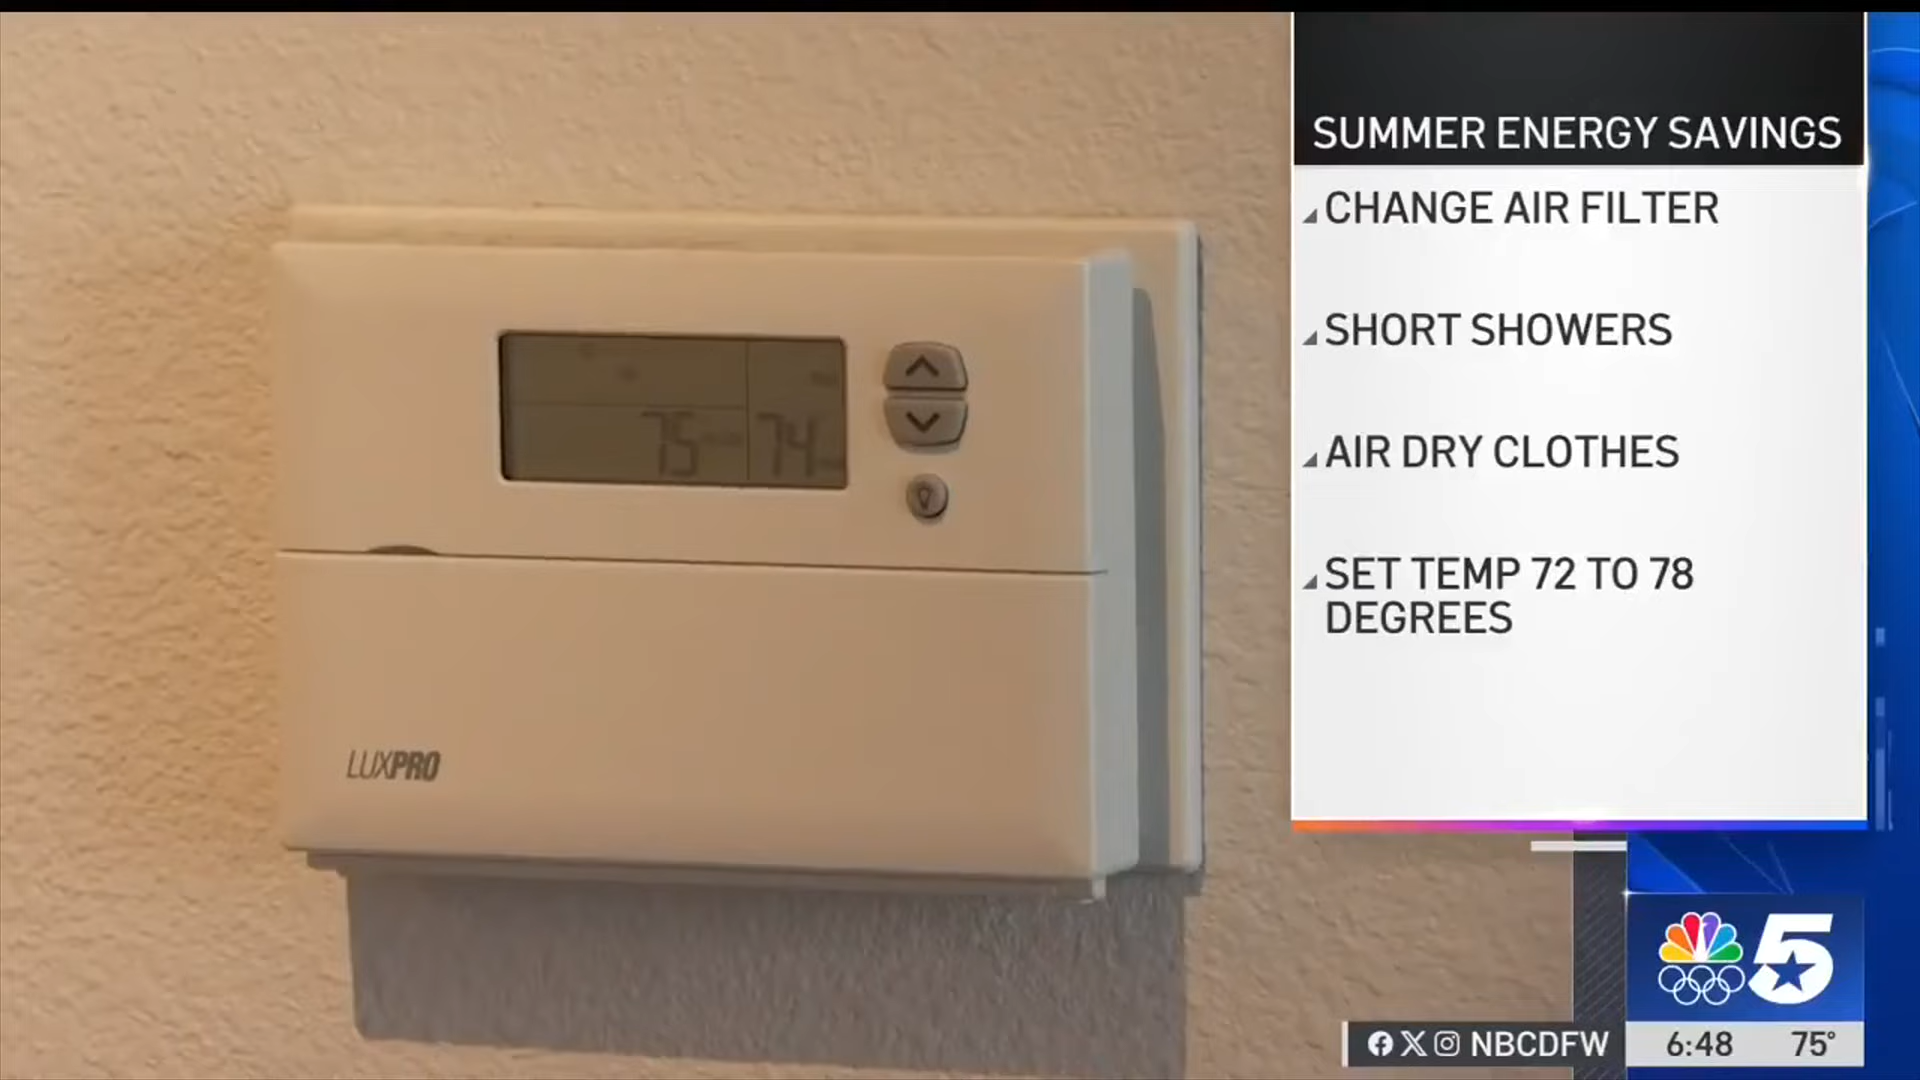 SUMMER ENERGY SAVINGS
CHANGE AIR FILTER
SHORT SHOWERS
AIR DRY CLOTHES
SET TEMP 72 TO 78
DEGREES
75 74
LUXPRO
5
NBCDFW
6:48 75°